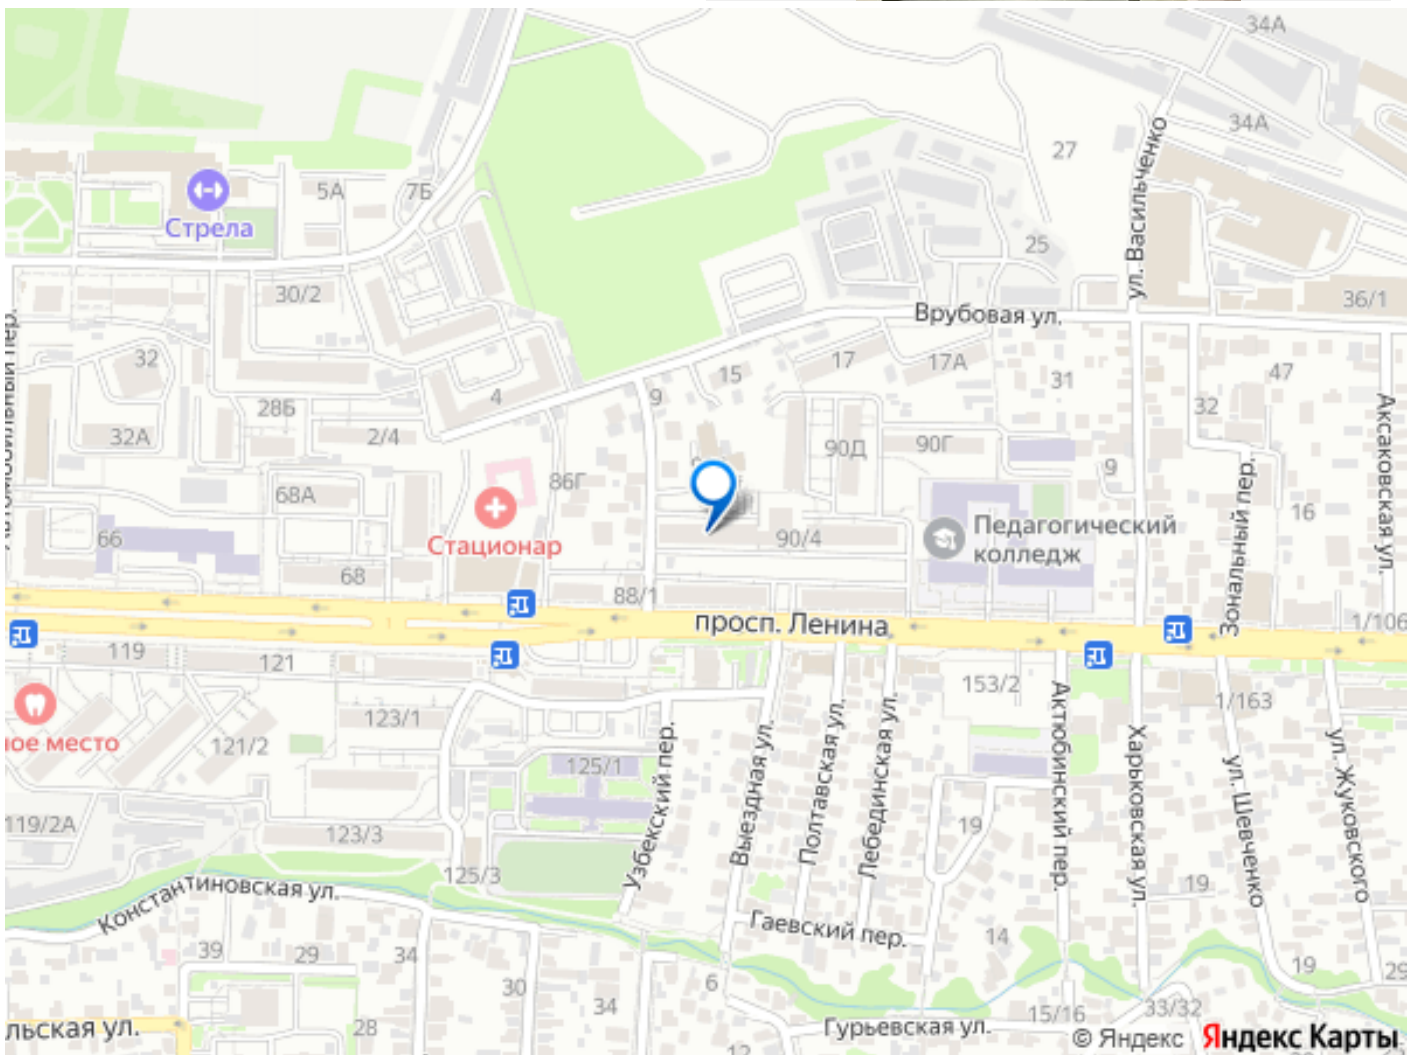 34А
34А
ул. Васильченко
27
5А
7Б
Стрела
25
30/2
36/1
Врубовая ул.
32
17
17А
15
31
47
4
9
32
28Б
Аксаковская ул.
32А
2/4
90Д
90Г
9
86Г
68А
Зональный пер.
16
Стационар
66
90/4
Педагогический
колледж
68
88/1
просп. Ленина
1/106
119
121
153/2
1/163
123/1
121/2
ное место
125/1
Узбекский пер.
Выездная ул.
Полтавская ул.
Лебединская ул.
Актюбинский пер.
Харьковская ул.
ул. Шевченко
ул. Жуковского
119/2А
123/3
19
125/3
19
Константиновская ул.
Гаевский пер.
14
39
29
34
6
19
29
30
34
33/32
15/16
льская ул.
28
Гурьевская ул.
12
© Яндекс Яндекс Карты